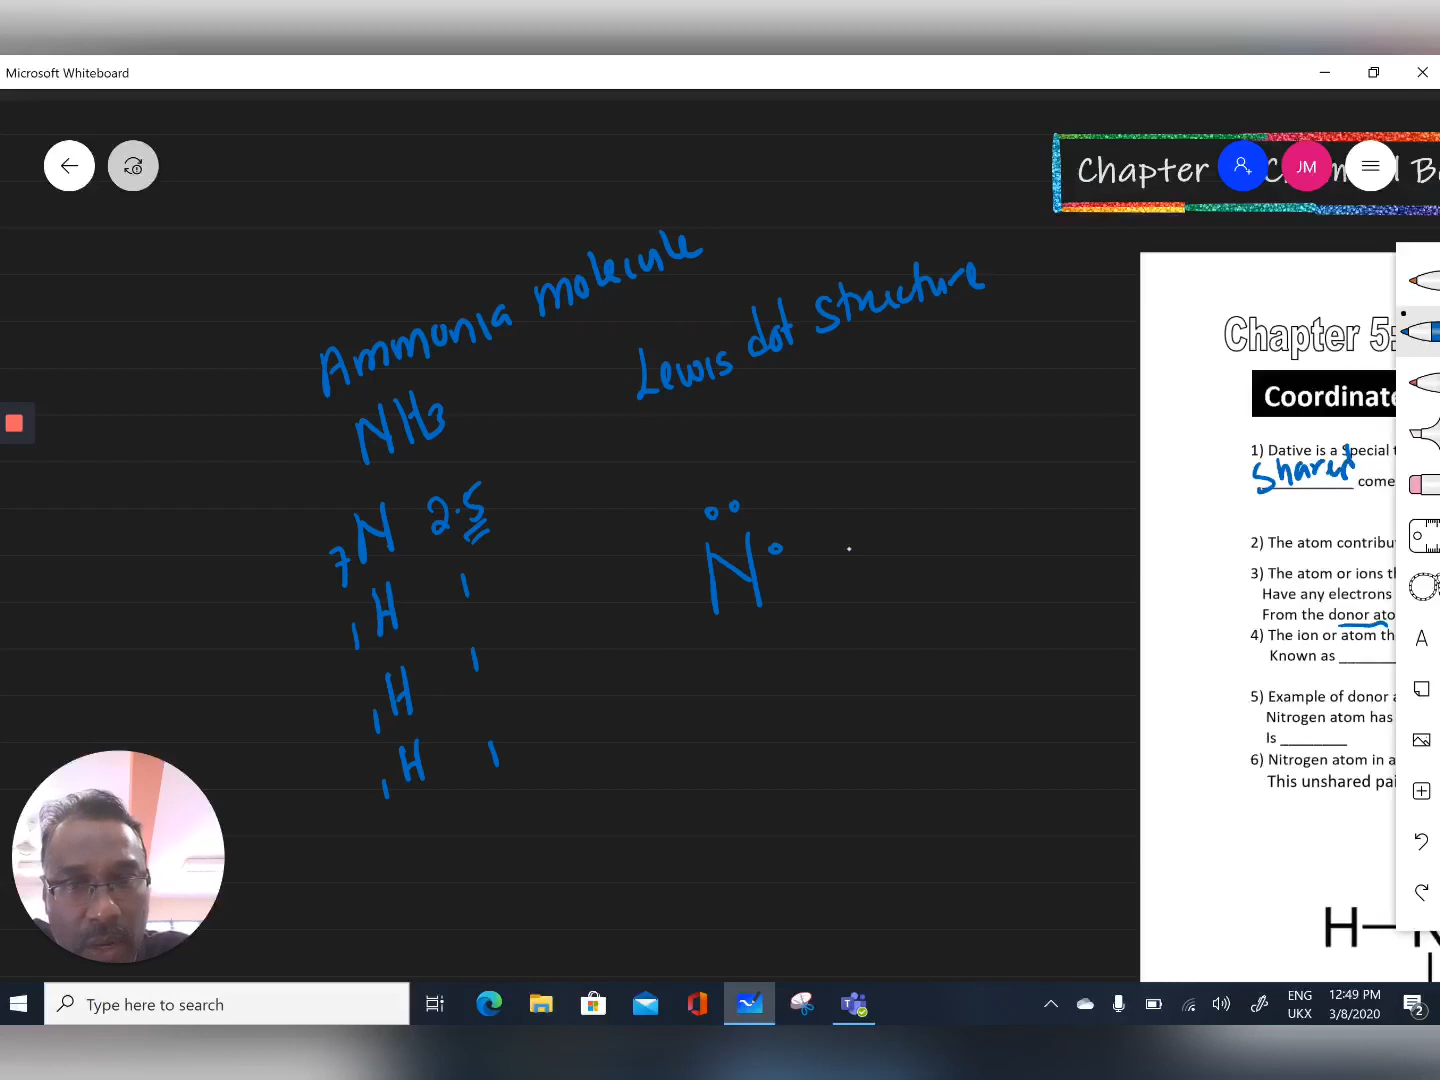 Microsoft Whiteboard
Chapter
JM
Ammonia molecule
Lewis dot structure
NH3
7N 2.5
1H 1
1H 1
1H 1
N
Chapter 5:
Coordinate
1) Dative is a Special t
Shared come
2) The atom contribu
3) The atom or ions th
Have any electrons
From the donor ato
4) The ion or atom th
Known as ________
5) Example of donor a
Nitrogen atom has
Is ________
6) Nitrogen atom in a
This unshared pai
H—N
A
Type here to search
ENG
UKX
12:49 PM
3/8/2020
2